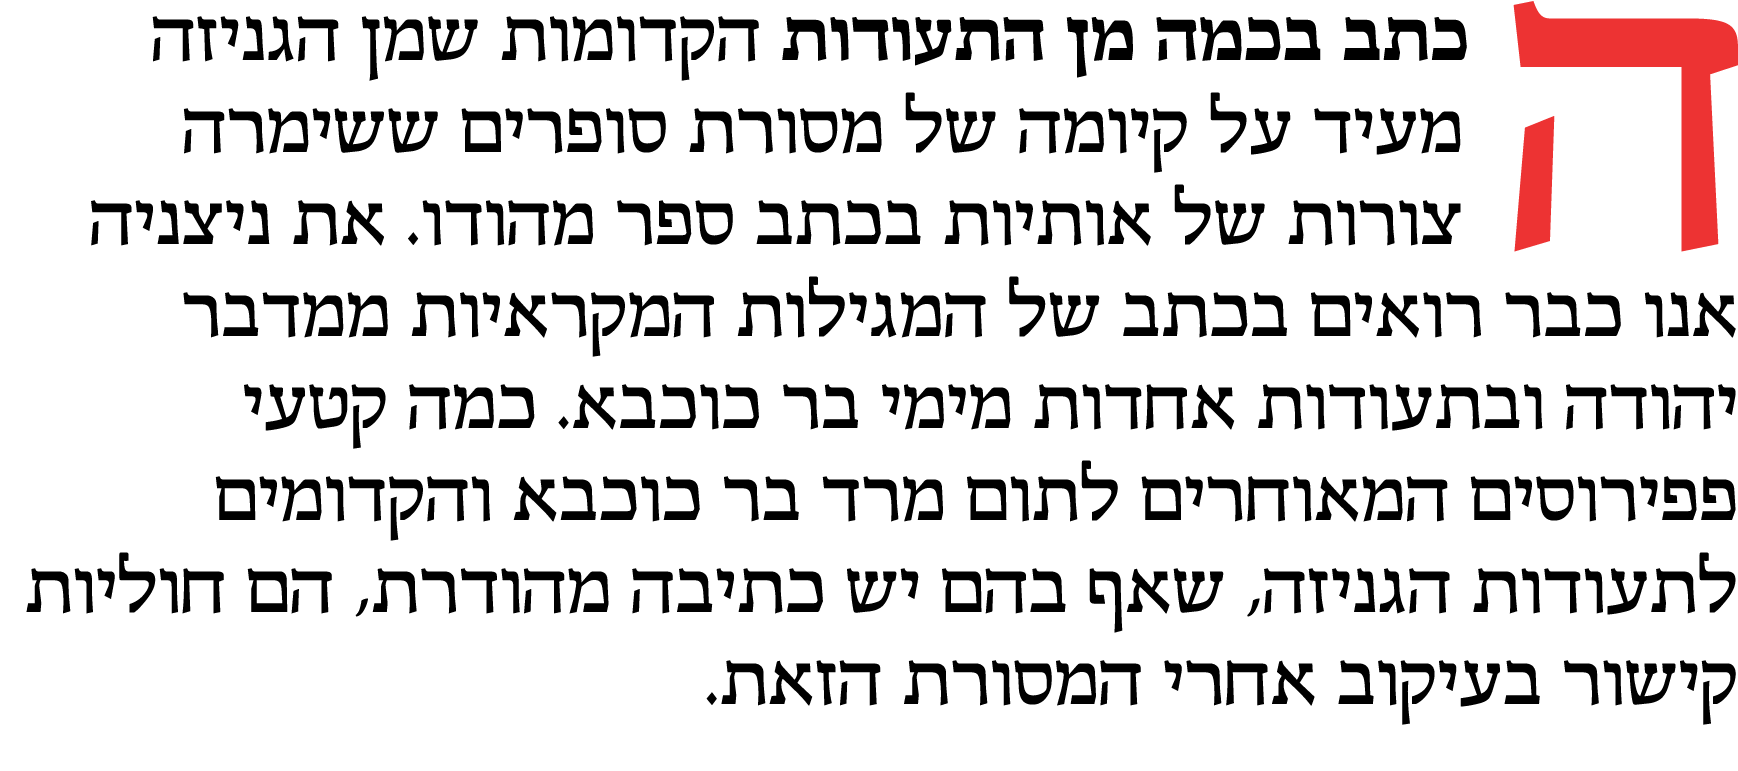 הכתב בכמה מן התעודות הקדומות שמן הגניזה
מעיד על קיומה של מסורת סופרים ששימרה
צורות של אותיות בכתב ספר מהודו. את ניצניה
אנו כבר רואים בכתב של המגילות המקראיות ממדבר
יהודה ובתעודות אחדות מימי בר כוכבא. כמה קטעי
פפירוסים המאוחרים לתום מרד בר כוכבא והקדומים
לתעודות הגניזה, שאף בהם יש כתיבה מהודרת, הם חוליות
קישור בעיקוב אחרי המסורת הזאת.